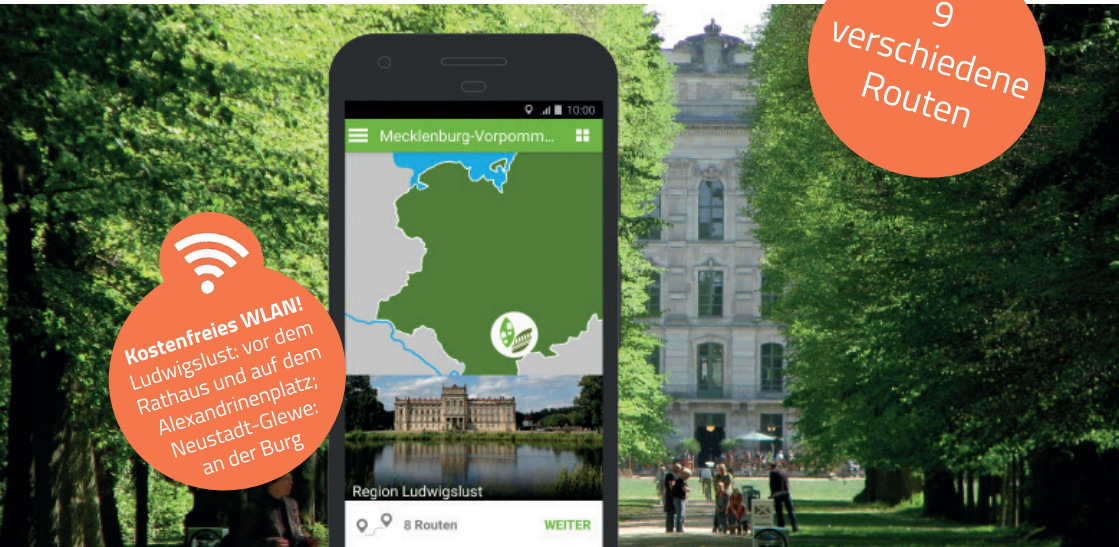 9
verschiedene
Routen
10:00
Mecklenburg-Vorpomm...
Kostenfreies WLAN!
Ludwigslust: vor dem
Rathaus und auf dem
Alexandrinenplatz;
Neustadt-Glewe:
an der Burg
Region Ludwigslust
8 Routen
WEITER